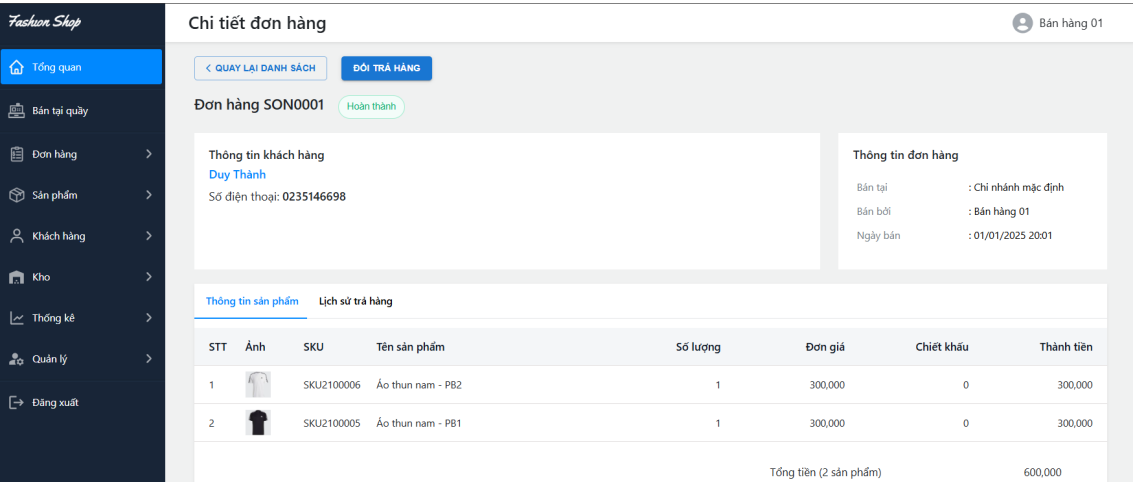 Fashion Shop
Chi tiết đơn hàng
Bán hàng 01
Tổng quan
Bán tại quầy
Đơn hàng
Sản phẩm
Khách hàng
Kho
Thống kê
Quản lý
Đăng xuất
QUAY LẠI DANH SÁCH
ĐỔI TRẢ HÀNG
Đơn hàng SON0001 Hoàn thành
Thông tin khách hàng
Duy Thành
Số điện thoại: 0235146698
Thông tin đơn hàng
Bán tại : Chi nhánh mặc định
Bán bởi : Bán hàng 01
Ngày bán : 01/01/2025 20:01
Thông tin sản phẩm Lịch sử trả hàng
STT Ảnh SKU Tên sản phẩm Số lượng Đơn giá Chiết khấu Thành tiền
1 SKU2100006 Áo thun nam - PB2 1 300,000 0 300,000
2 SKU2100005 Áo thun nam - PB1 1 300,000 0 300,000
Tổng tiền (2 sản phẩm) 600,000